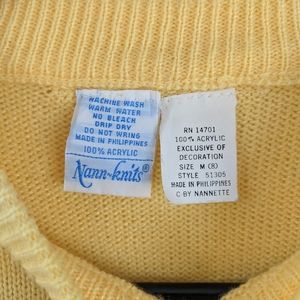 MACHINE WASH
WARM WATER
NO BLEACH
DRIP DRY
DO NOT WRING
MADE IN PHILIPPINES
100% ACRYLIC
Nann-knits®
RN 14701
100% ACRYLIC
EXCLUSIVE OF
DECORATION
SIZE M (8)
STYLE 51305
MADE IN PHILIPPINES
C BY NANNETTE